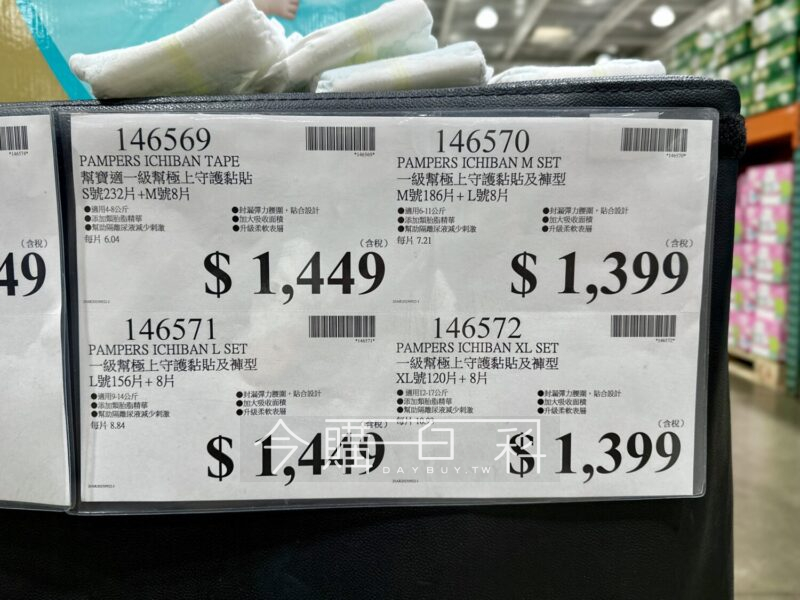 49
146569
PAMPERS ICHIBAN TAPE
幫寶適一級幫極上守護黏貼
S號232片+M號8片
●適用4-8公斤
●添加類胎脂精華
●幫助隔離尿液減少刺激
●封漏彈力腰圍，貼合設計
●加大吸收面積
●升級柔軟表層
每片 6.04
(含稅)
$ 1,449
146570
PAMPERS ICHIBAN M SET
一級幫極上守護黏貼及褲型
M號186片+ L號8片
●適用6-11公斤
●添加類胎脂精華
●幫助隔離尿液減少刺激
●封漏彈力腰圍，貼合設計
●加大吸收面積
●升級柔軟表層
每片 7.21
(含稅)
$ 1,399
146571
PAMPERS ICHIBAN L SET
一級幫極上守護黏貼及褲型
L號156片+ 8片
●適用9-14公斤
●添加類胎脂精華
●幫助隔離尿液減少刺激
●封漏彈力腰圍，貼合設計
●加大吸收面積
●升級柔軟表層
每片 8.84
(含稅)
$ 1,449
146572
PAMPERS ICHIBAN XL SET
一級幫極上守護黏貼及褲型
XL號120片+ 8片
●適用12-17公斤
●添加類胎脂精華
●幫助隔離尿液減少刺激
●封漏彈力腰圍，貼合設計
●加大吸收面積
●升級柔軟表層
每片 10.93
(含稅)
$ 1,399
今購百科
DAYBUY.TW